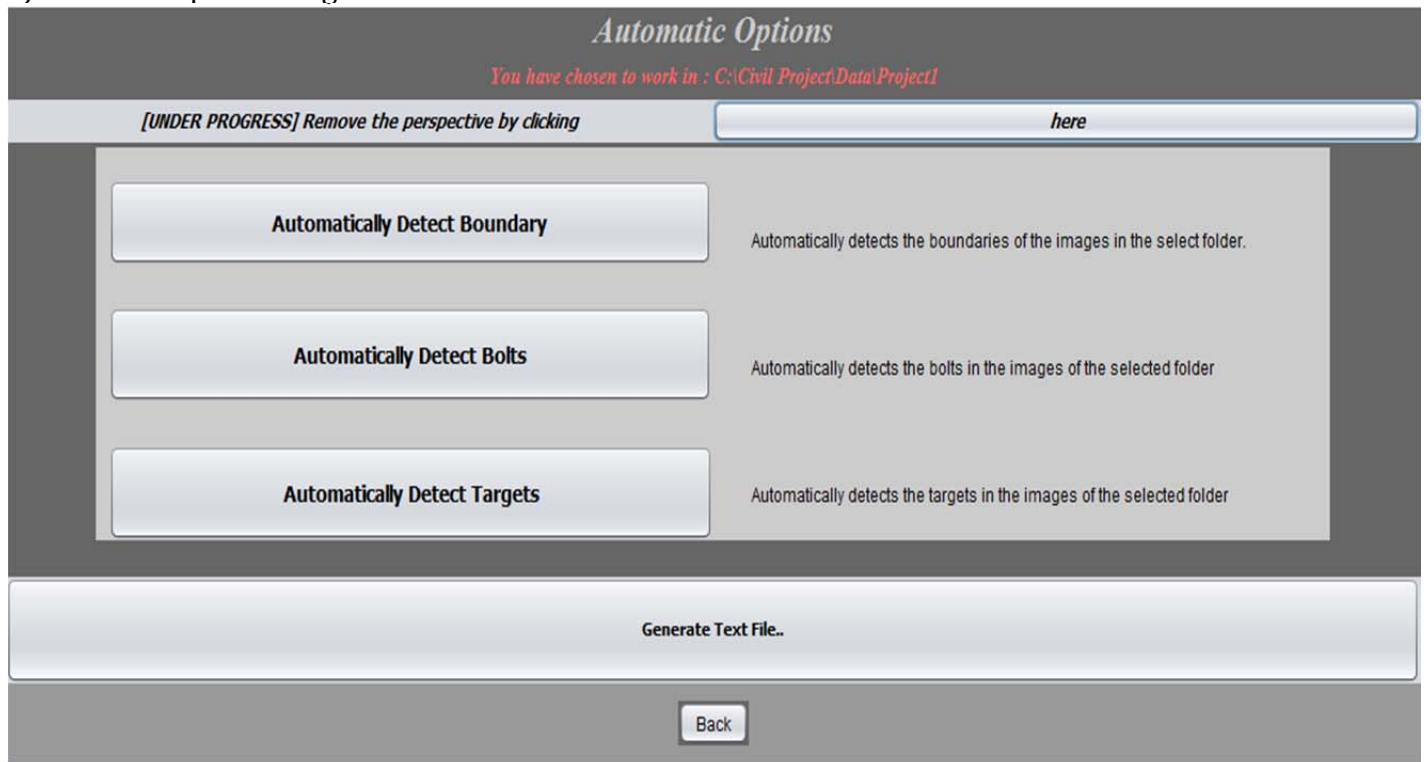 Automatic Options
You have chosen to work in : C:\Civil Project\Data\Project1
[UNDER PROGRESS] Remove the perspective by clicking here
Automatically Detect Boundary
Automatically detects the boundaries of the images in the select folder.
Automatically Detect Bolts
Automatically detects the bolts in the images of the selected folder
Automatically Detect Targets
Automatically detects the targets in the images of the selected folder
Generate Text File..
Back